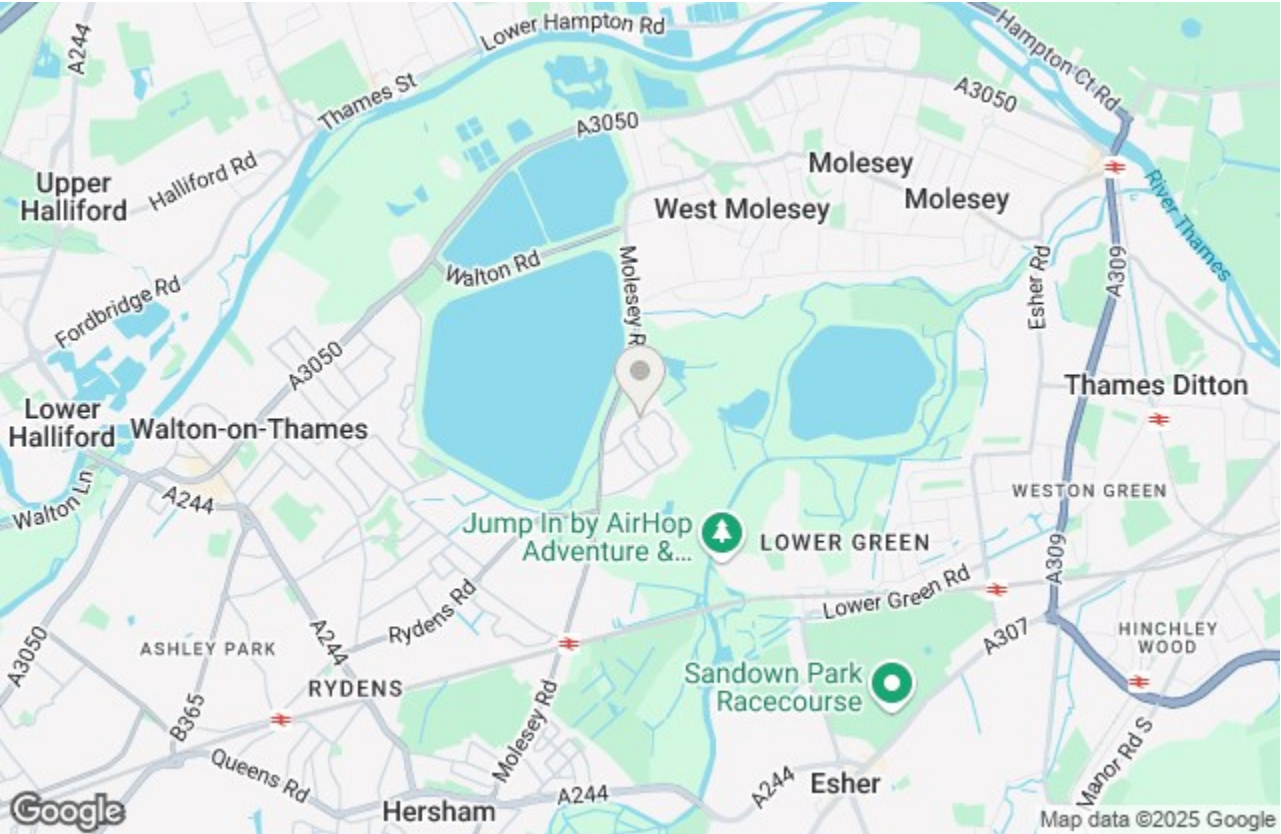 A244
Lower Hampton Rd
Hampton Ct Rd
Thames St
A3050
A3050
Halliford Rd
Upper
Halliford
Molesey
West Molesey
Molesey
River Thames
Walton Rd
Molesey R
Esher Rd
A309
Fordbridge Rd
A3050
Thames Ditton
Lower
Halliford
Walton-on-Thames
Walton Ln
A244
WESTON GREEN
Jump In by AirHop
Adventure &...
LOWER GREEN
A309
Lower Green Rd
Rydens Rd
A3050
ASHLEY PARK
A244
A307
HINCHLEY
WOOD
RYDENS
Sandown Park
Racecourse
B365
Molesey Rd
Queens Rd
Manor Rd S
A244
A244
Esher
Hersham
Google
Map data ©2025 Google